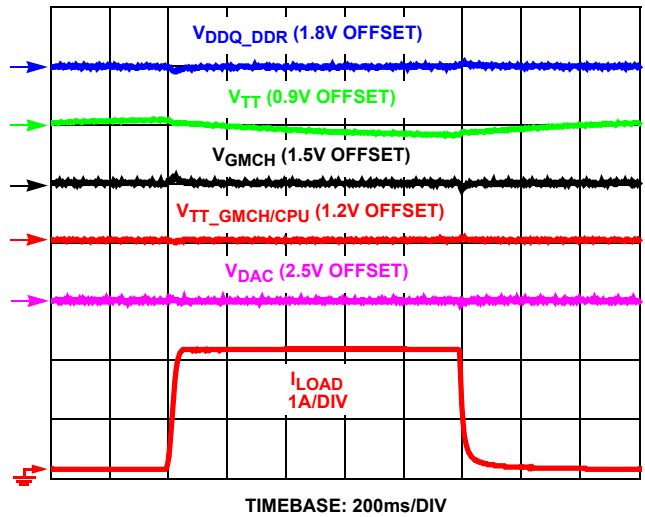 VDDQ_DDR (1.8V OFFSET)
VTT (0.9V OFFSET)
VGMCH (1.5V OFFSET)
VTT_GMCH/CPU (1.2V OFFSET)
VDAC (2.5V OFFSET)
ILOAD
1A/DIV
TIMEBASE: 200ms/DIV